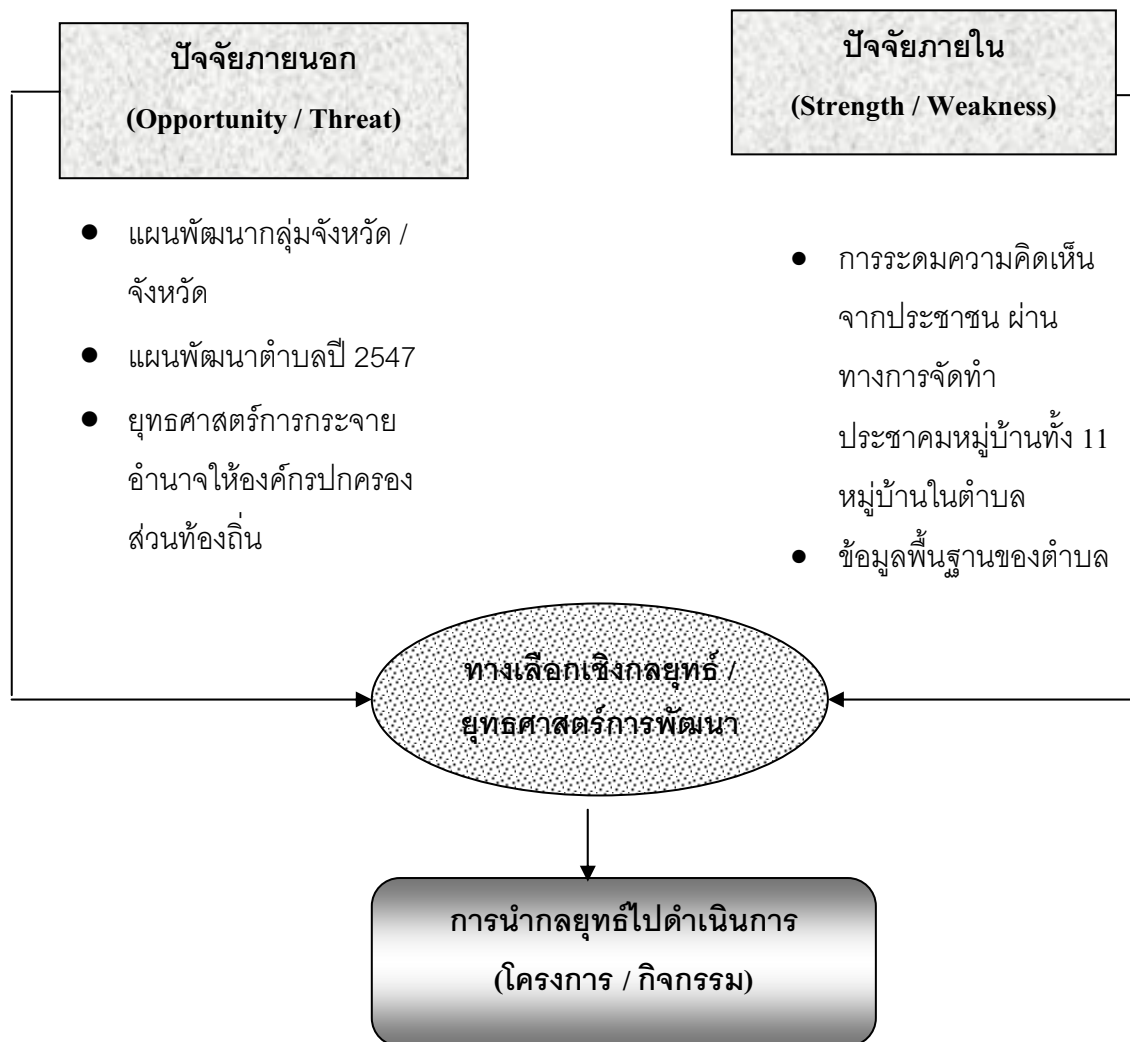 ปัจจัยภายนอก
(Opportunity / Threat)
● แผนพัฒนากลุ่มจังหวัด /
จังหวัด
● แผนพัฒนาตำบลปี 2547
● ยุทธศาสตร์การกระจาย
อำนาจให้องค์กรปกครอง
ส่วนท้องถิ่น
ปัจจัยภายใน
(Strength / Weakness)
● การระดมความคิดเห็น
จากประชาชน ผ่าน
ทางการจัดทำ
ประชาคมหมู่บ้านทั้ง 11
หมู่บ้านในตำบล
● ข้อมูลพื้นฐานของตำบล
ทางเลือกเชิงกลยุทธ์ /
ยุทธศาสตร์การพัฒนา
การนำกลยุทธ์ไปดำเนินการ
(โครงการ / กิจกรรม)